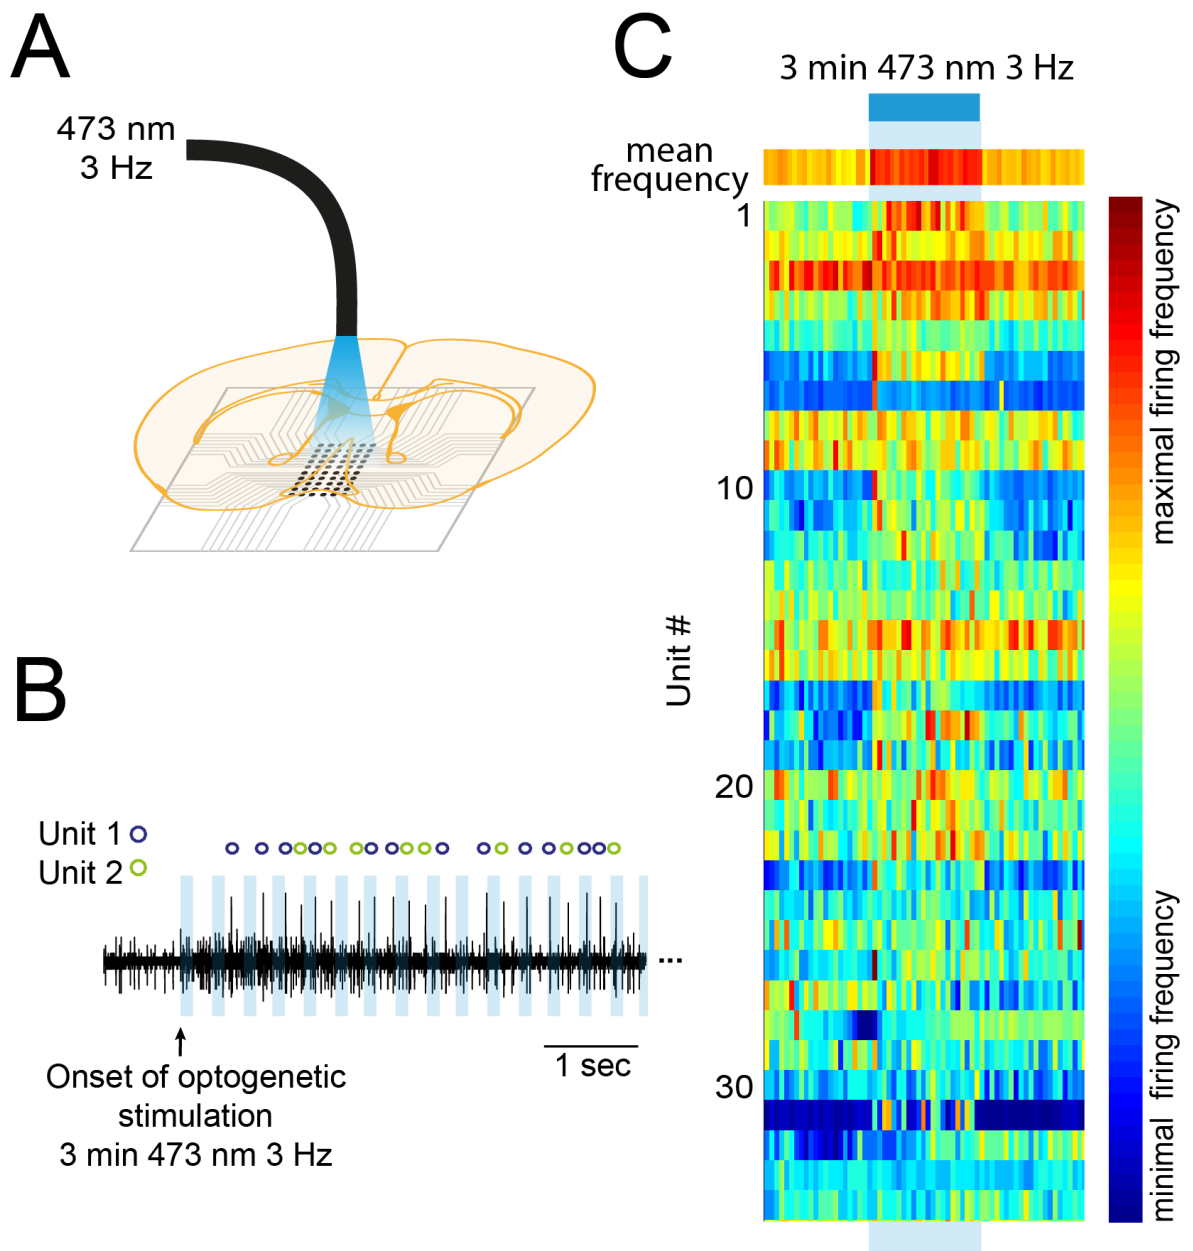 A
473 nm
3 Hz
B
Unit 1
Unit 2
...
1 sec
Onset of optogenetic
stimulation
3 min 473 nm 3 Hz
C
3 min 473 nm 3 Hz
mean
frequency
1
10
20
30
Unit #
maximal firing frequency
minimal firing frequency